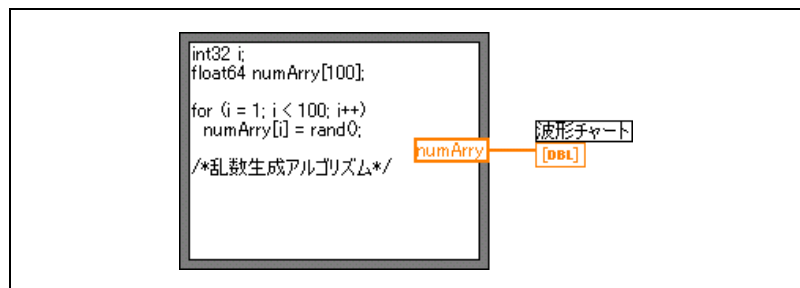 int32 i;
float64 numArry[100];
for (i = 1; i < 100; i++)
numArry[i] = rand();
/*乱数生成アルゴリズム*/
numArry
波形チャート
[DBL]